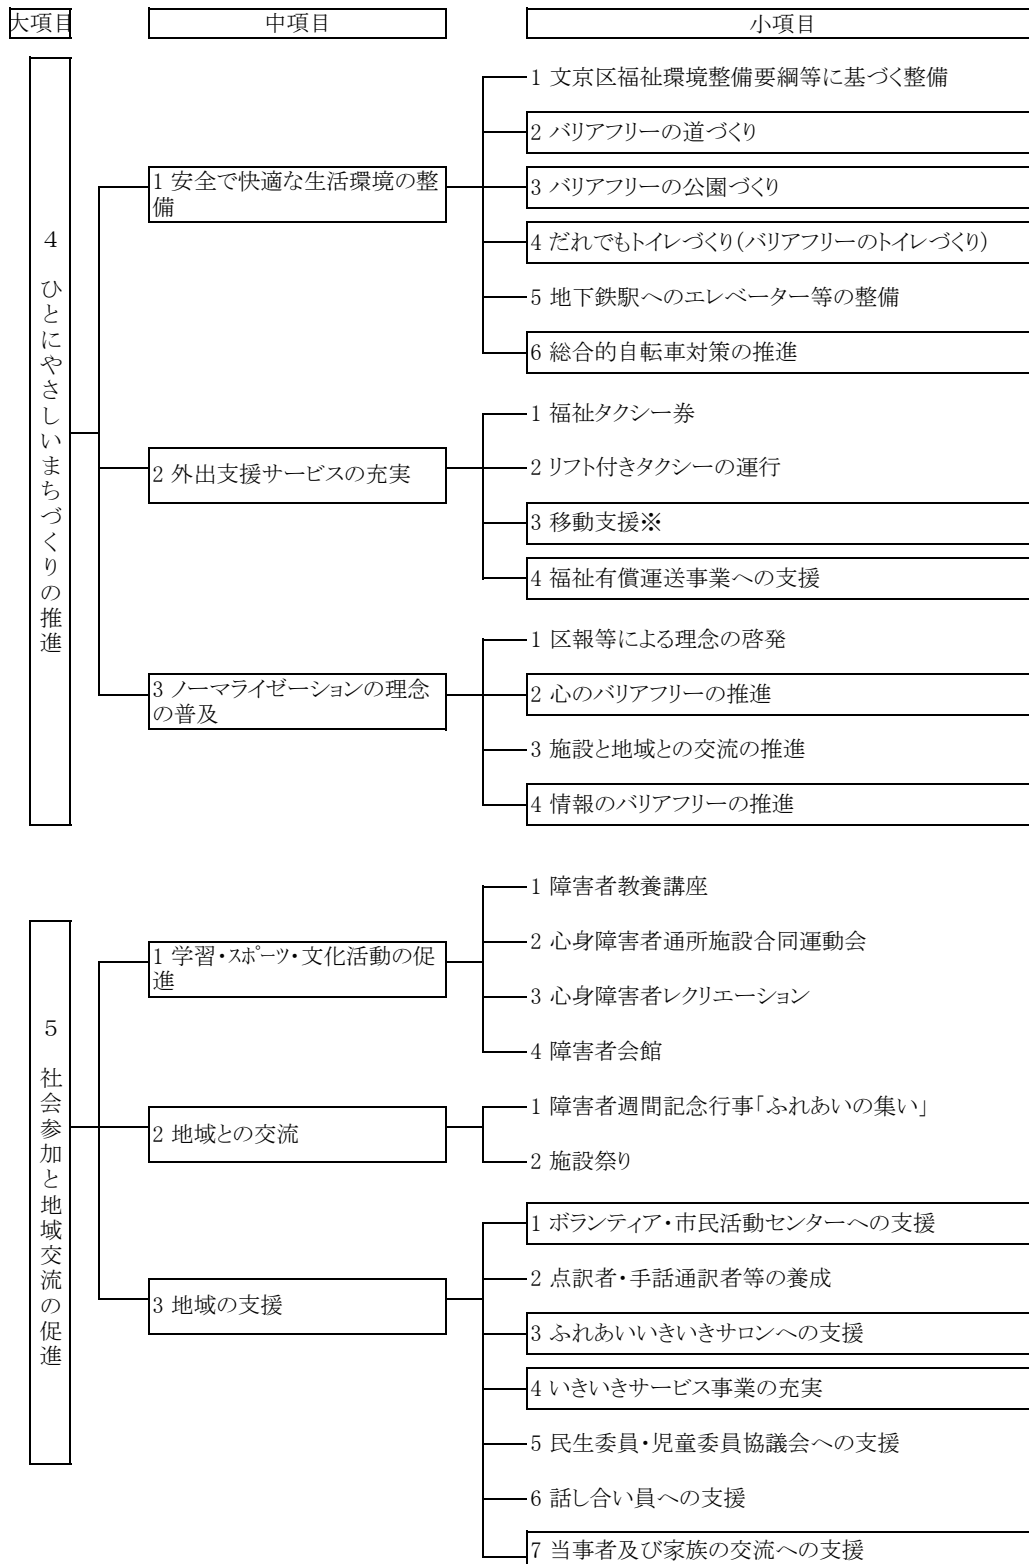 大項目
中項目
小項目
4 ひとにやさしいまちづくりの推進
1 安全で快適な生活環境の整
備
1 文京区福祉環境整備要綱等に基づく整備
2 バリアフリーの道づくり
3 バリアフリーの公園づくり
4 だれでもトイレづくり(バリアフリーのトイレづくり)
5 地下鉄駅へのエレベーター等の整備
6 総合的自転車対策の推進
2 外出支援サービスの充実
1 福祉タクシー券
2 リフト付きタクシーの運行
3 移動支援※
4 福祉有償運送事業への支援
3 ノーマライゼーションの理念
の普及
1 区報等による理念の啓発
2 心のバリアフリーの推進
3 施設と地域との交流の推進
4 情報のバリアフリーの推進
5 社会参加と地域交流の促進
1 学習・スポーツ・文化活動の促
進
1 障害者教養講座
2 心身障害者通所施設合同運動会
3 心身障害者レクリエーション
4 障害者会館
2 地域との交流
1 障害者週間記念行事「ふれあいの集い」
2 施設祭り
3 地域の支援
1 ボランティア・市民活動センターへの支援
2 点訳者・手話通訳者等の養成
3 ふれあいいきいきサロンへの支援
4 いきいきサービス事業の充実
5 民生委員・児童委員協議会への支援
6 話し合い員への支援
7 当事者及び家族の交流への支援